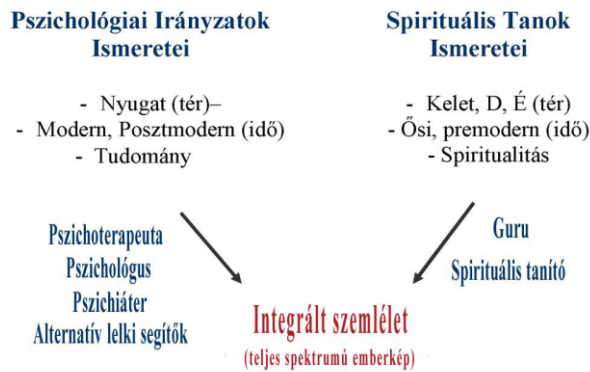 Pszichológiai Irányzatok
Ismeretei
- Nyugat (tér)–
- Modern, Posztmodern (idő)
- Tudomány
Pszichoterapeuta
Pszichológus
Pszichiáter
Alternatív lelki segítők
Spirituális Tanok
Ismeretei
- Kelet, D, É (tér)
- Ősi, premodern (idő)
- Spiritualitás
Guru
Spirituális tanító
Integrált szemlélet
(teljes spektrumú emberkép)